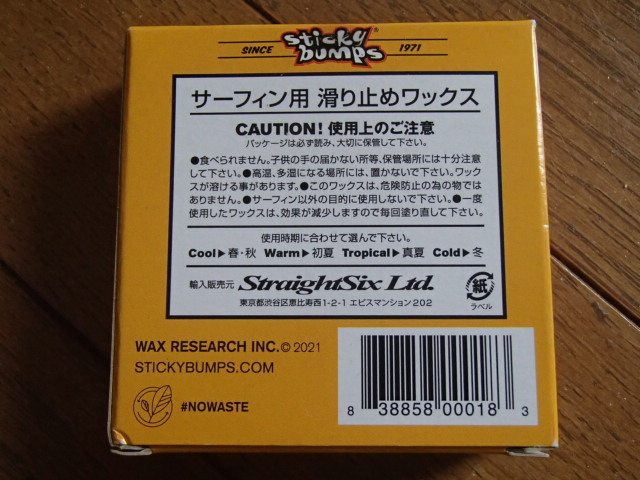 SINCE sticky bumps® 1971
サーフィン用 滑り止めワックス
CAUTION! 使用上のご注意
パッケージは必ず読み、大切に保管して下さい。
●食べられません。子供の手の届かない所等、保管場所には十分注意
して下さい。●高温、多湿になる場所には、置かないで下さい。ワック
スが溶ける事があります。●このワックスは、危険防止の為の物では
ありません。●サーフィン以外の目的に使用しないで下さい。●一度
使用したワックスは、効果が減少しますので毎回塗り直して下さい。
使用時期に合わせて選んで下さい。
Cool>春・秋 Warm>初夏 Tropical>真夏 Cold>冬
輸入販売元 StraightSix Ltd.
東京都渋谷区恵比寿西1-2-1 エビスマンション202
紙
ラベル
WAX RESEARCH INC.© 2021
STICKYBUMPS.COM
#NOWASTE
8 38858 00018 3